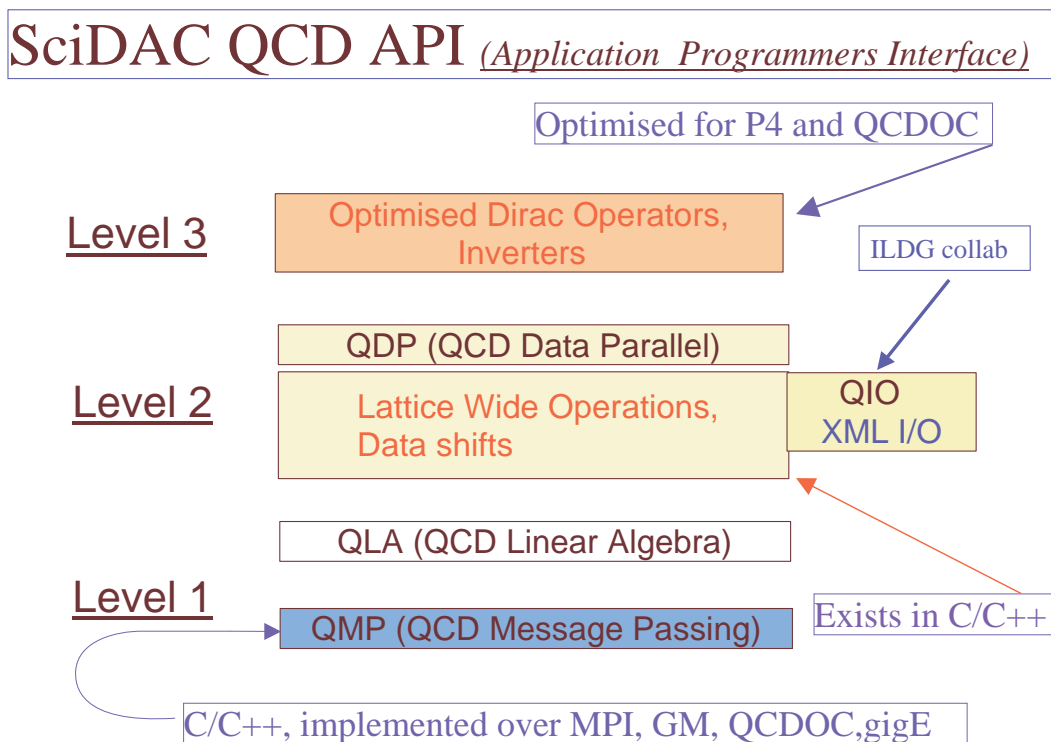 SciDAC QCD API (Application Programmers Interface)
Optimised for P4 and QCDOC
Level 3
Optimised Dirac Operators,
Inverters
ILDG collab
QDP (QCD Data Parallel)
Level 2
Lattice Wide Operations,
Data shifts
QIO
XML I/O
QLA (QCD Linear Algebra)
Level 1
QMP (QCD Message Passing)
Exists in C/C++
C/C++, implemented over MPI, GM, QCDOC,gigE